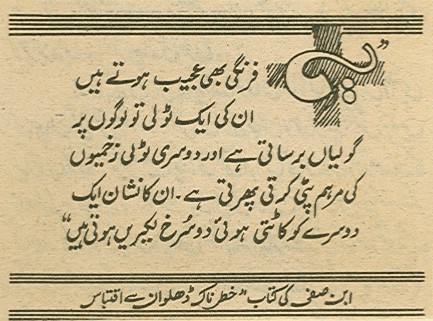 "یہ فرنگی بھی عجیب ہوتے ہیں
ان کی ایک ٹولی تو لوگوں پر
گولیاں برساتی ہے اور دوسری ٹولی زخمیوں
کی مرہم پٹی کرتی پھرتی ہے۔ ان کا نشان ایک
دوسرے کو کاٹتی ہوئی دو سُرخ لکیریں ہوتی ہیں"
ابن صفی کی کتاب "خطرناک ڈھلوان سے اقتباس